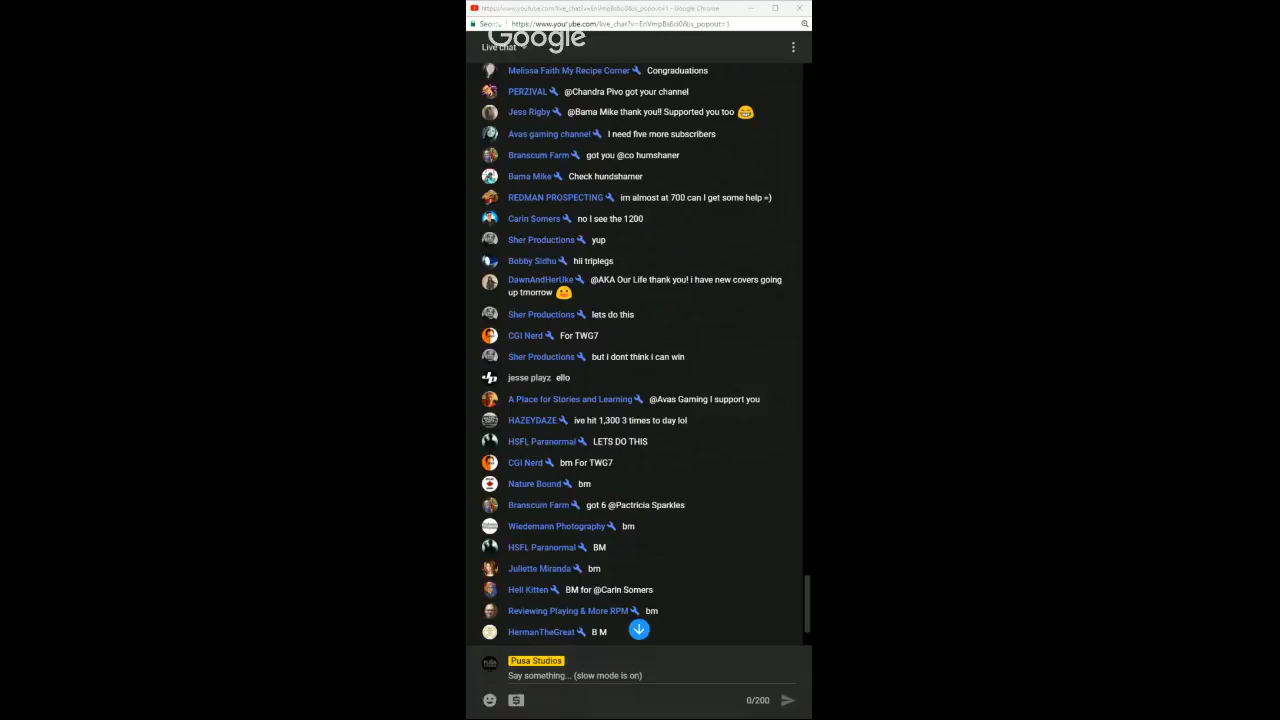 https://www.youtube.com/live_chat?v=EnVmpBs6ci0&is_popout=1 - Google Chrome
https://www.youtube.com/live_chat?v=EnVmpBs6ci0&is_popout=1
Google
Live chat
Melissa Faith My Recipe Corner Congraduations
PERZIVAL @Chandra Pivo got your channel
Jess Rigby @Bama Mike thank you!! Supported you too
Avas gaming channel I need five more subscribers
Branscum Farm got you @co humshaner
Bama Mike Check hundshamer
REDMAN PROSPECTING im almost at 700 can I get some help =)
Carin Somers no I see the 1200
Sher Productions yup
Bobby Sidhu hii triplegs
DawnAndHerUke @AKA Our Life thank you! i have new covers going
up tmorrow
Sher Productions lets do this
CGI Nerd For TWG7
Sher Productions but i dont think i can win
jesse playz ello
A Place for Stories and Learning @Avas Gaming I support you
HAZEYDAZE ive hit 1,300 3 times to day lol
HSFL Paranormal LETS DO THIS
CGI Nerd bm For TWG7
Nature Bound bm
Branscum Farm got 6 @Pactricia Sparkles
Wiedemann Photography bm
HSFL Paranormal BM
Juliette Miranda bm
Hell Kitten BM for @Carin Somers
Reviewing Playing & More RPM bm
HermanTheGreat B M
Pusa Studios
Say something... (slow mode is on)
0/200